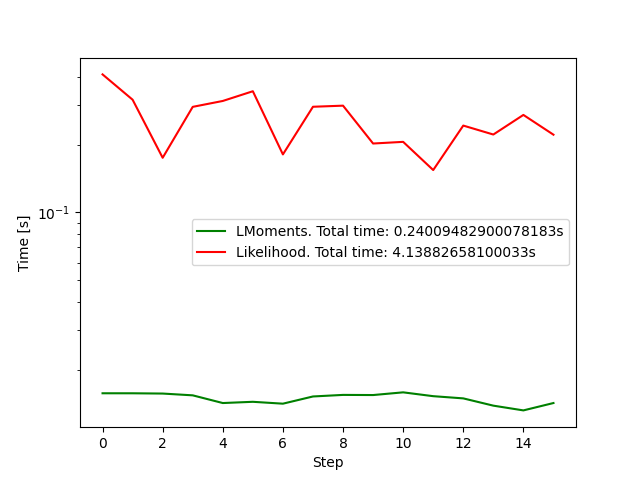 Time [s]
10⁻¹
LMoments. Total time: 0.24009482900078183s
Likelihood. Total time: 4.13882658100033s
0 2 4 6 8 10 12 14
Step